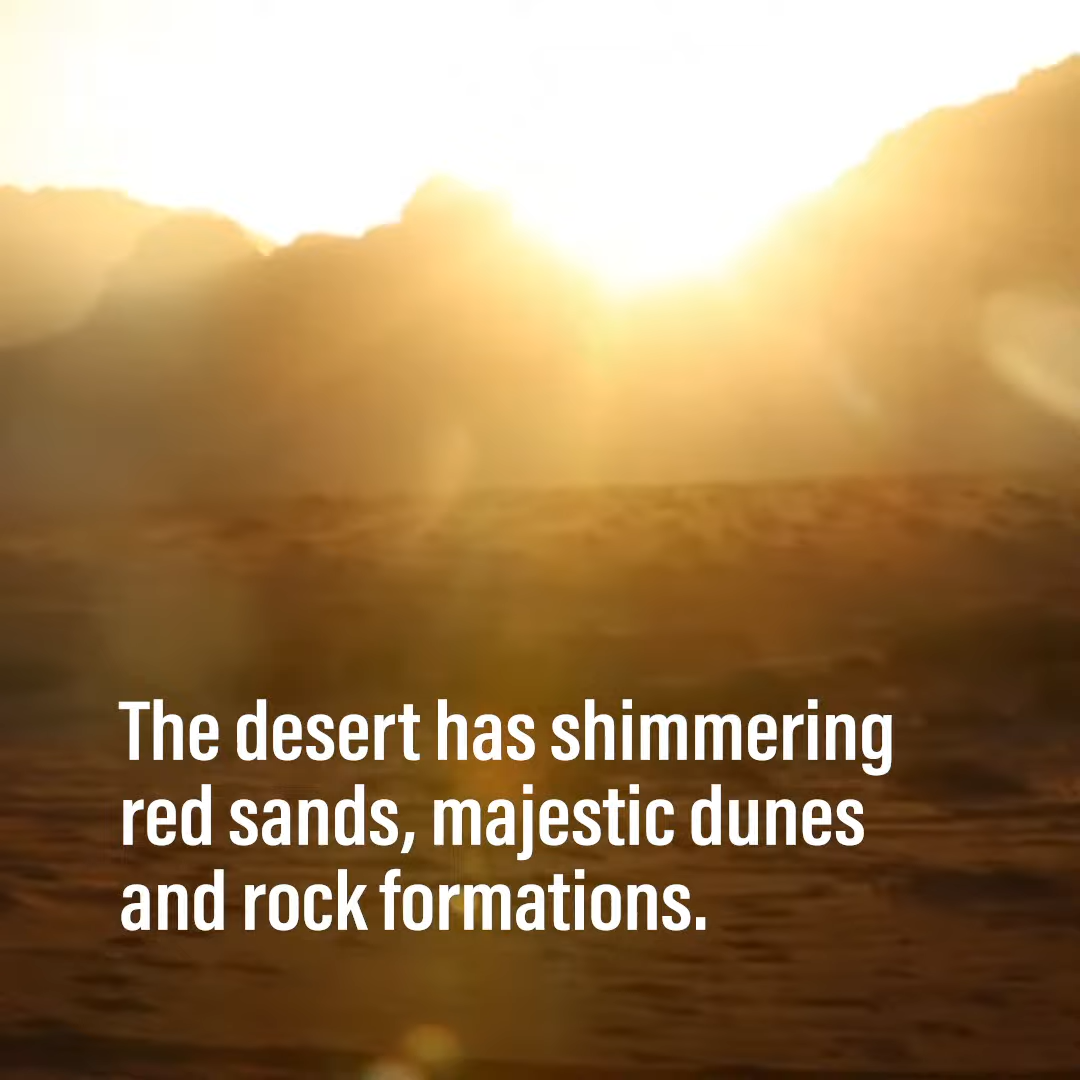 The desert has shimmering
red sands, majestic dunes
and rock formations.